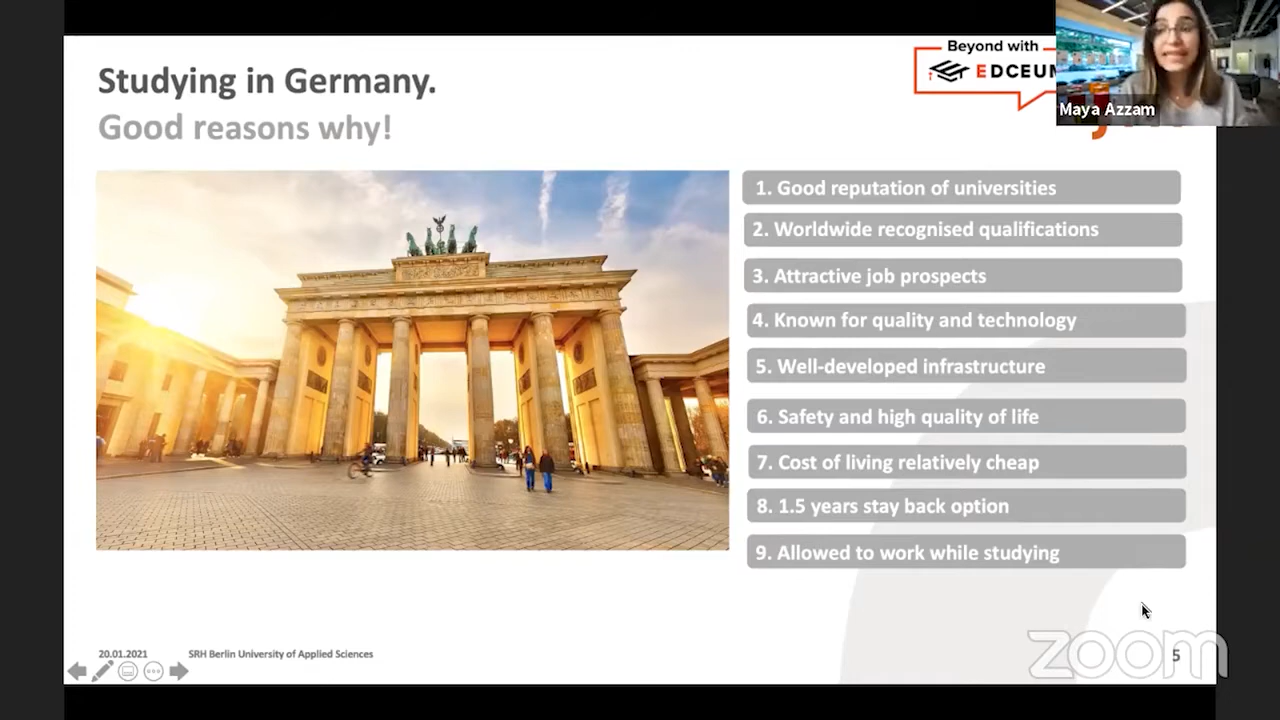 Studying in Germany.
Good reasons why!
Beyond with
EDCEUM
Maya Azzam
1. Good reputation of universities
2. Worldwide recognised qualifications
3. Attractive job prospects
4. Known for quality and technology
5. Well-developed infrastructure
6. Safety and high quality of life
7. Cost of living relatively cheap
8. 1.5 years stay back option
9. Allowed to work while studying
20.01.2021
SRH Berlin University of Applied Sciences
5
zoom